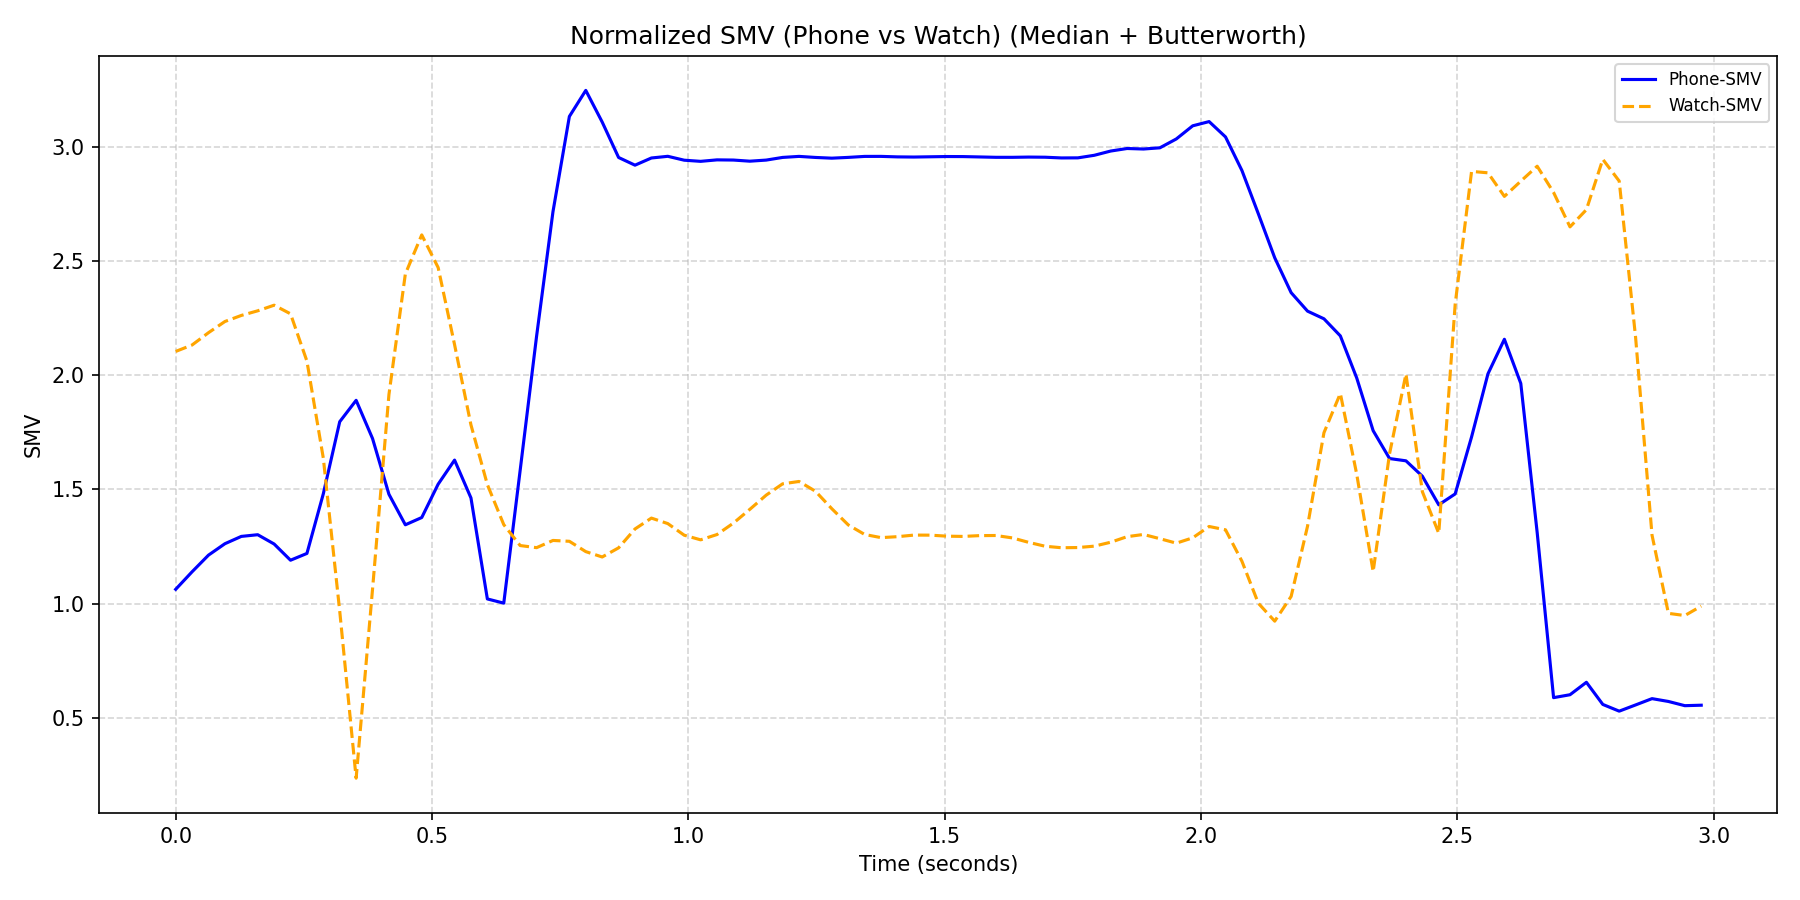 Normalized SMV (Phone vs Watch) (Median + Butterworth)
Phone-SMV
Watch-SMV
SMV
3.0
2.5
2.0
1.5
1.0
0.5
0.0 0.5 1.0 1.5 2.0 2.5 3.0
Time (seconds)